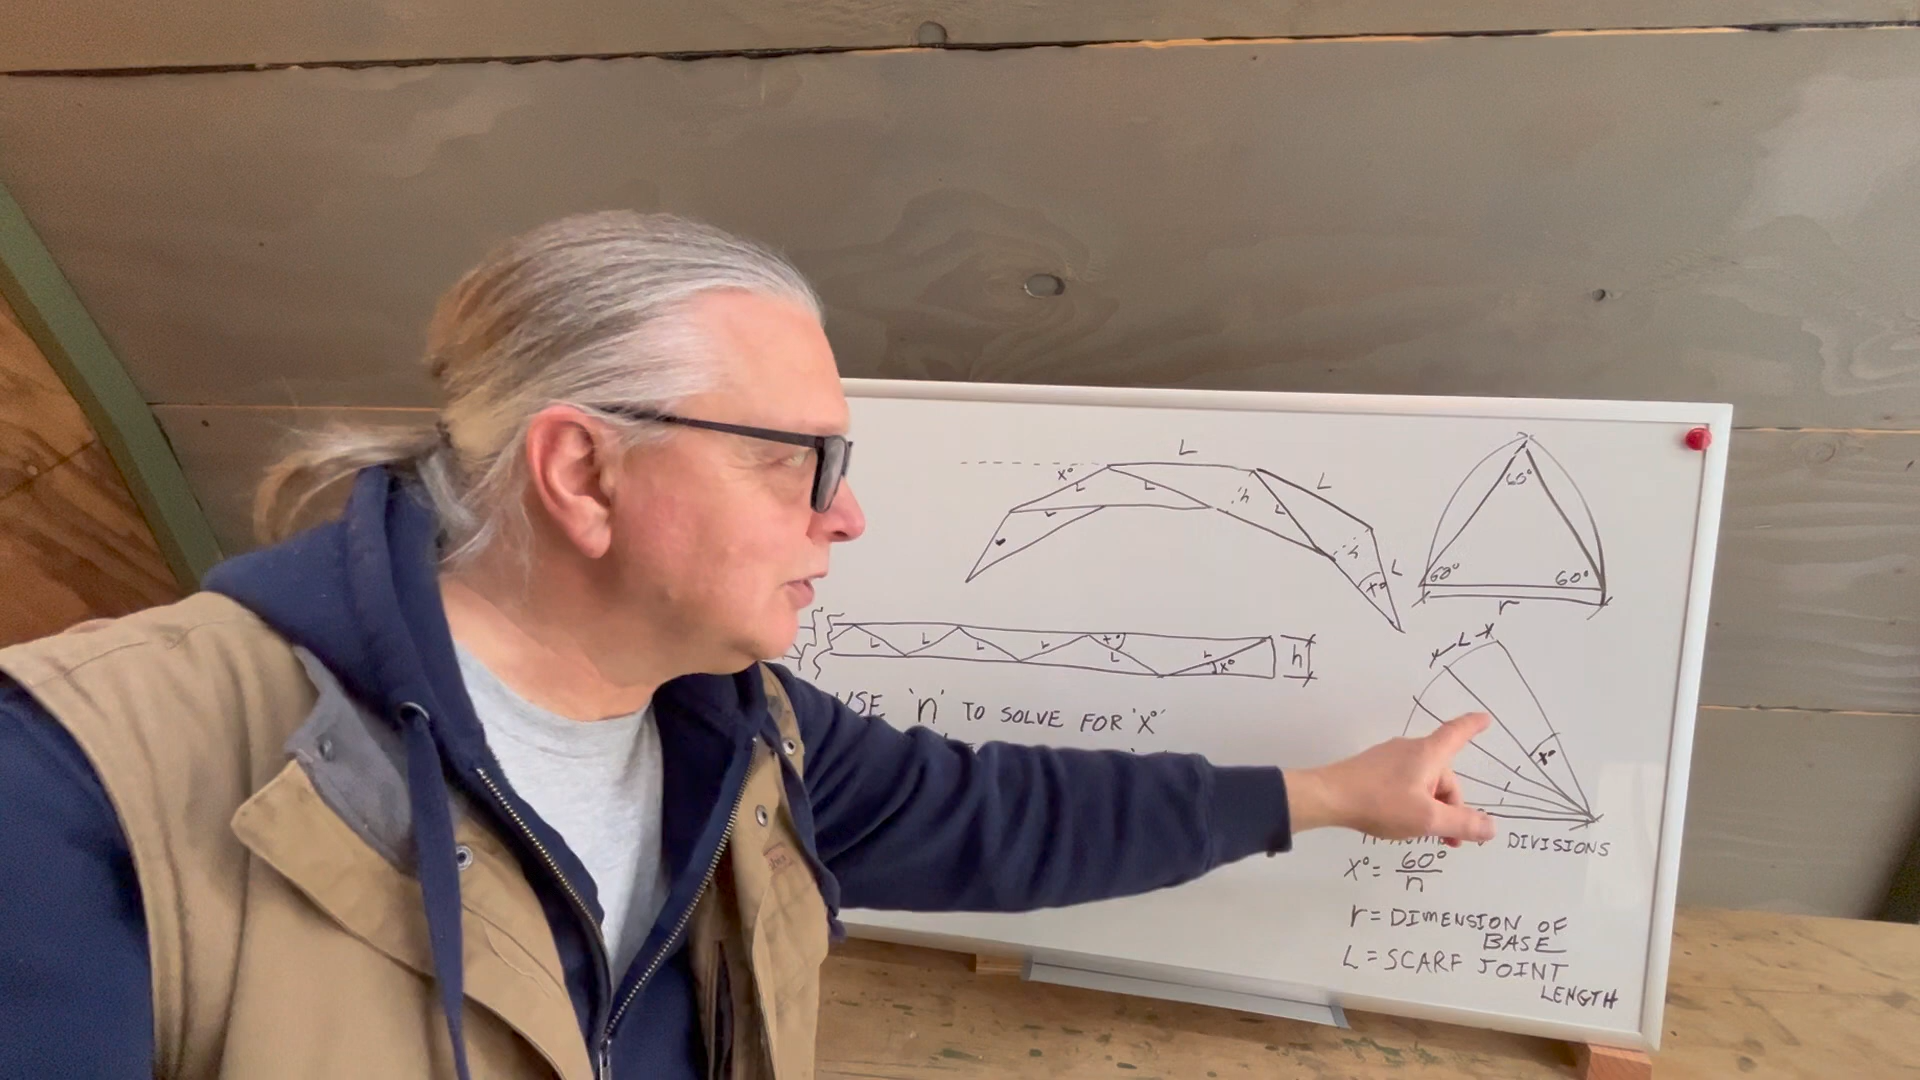 L
x° L L h L
L
L h
L
x°
60°
60° 60°
r
L L L r x° L L x° h
L
USE 'n' TO SOLVE FOR 'x°'
x°
DIVISIONS
x° = 60°
n
r = DIMENSION OF
BASE
L = SCARF JOINT
LENGTH